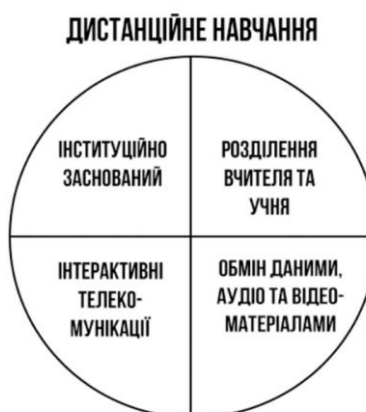 ДИСТАНЦІЙНЕ НАВЧАННЯ
ІНСТИТУЦІЙНО
ЗАСНОВАНИЙ
РОЗДІЛЕННЯ
ВЧИТЕЛЯ ТА
УЧНЯ
ІНТЕРАКТИВНІ
ТЕЛЕКО-
МУНІКАЦІЇ
ОБМІН ДАНИМИ,
АУДІО ТА ВІДЕО-
МАТЕРІАЛАМИ